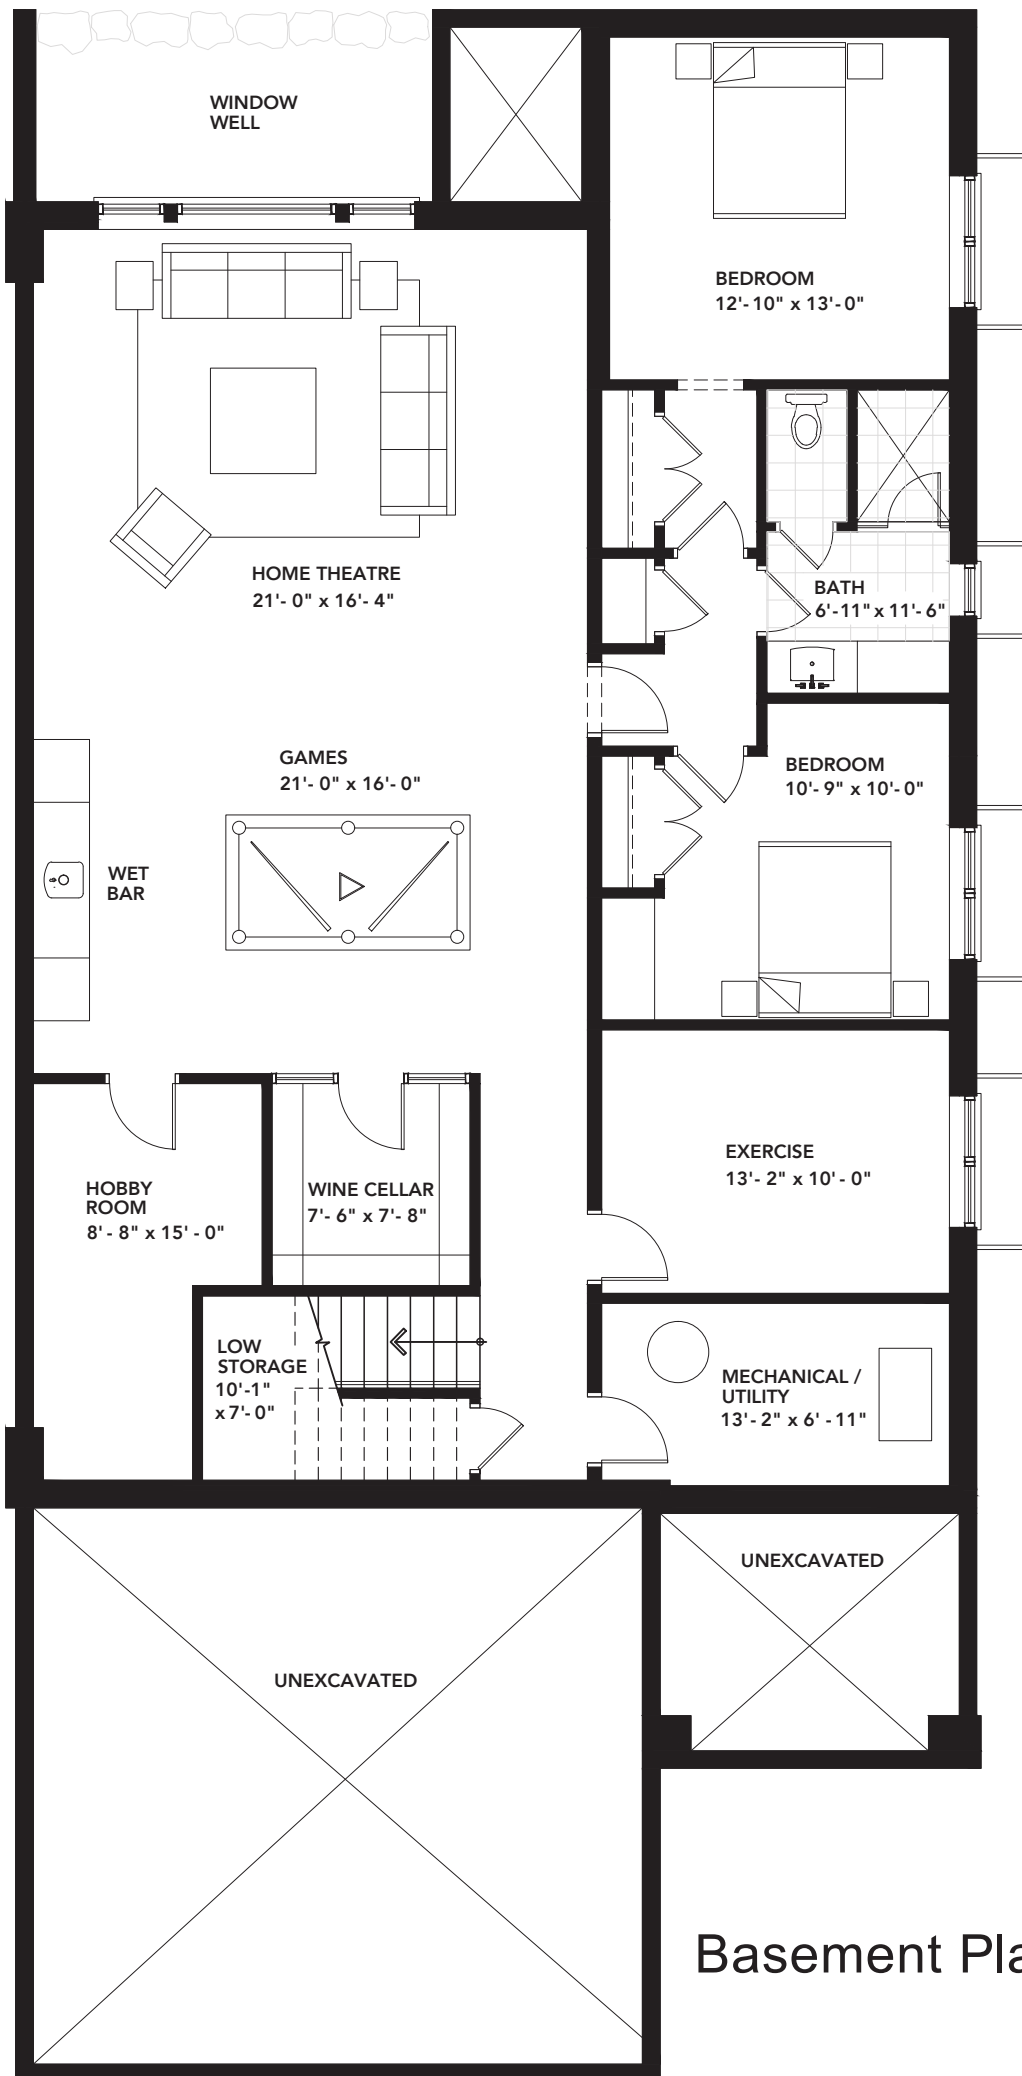 WINDOW
WELL
BEDROOM
12'- 10" x 13'- 0"
HOME THEATRE
21'- 0" x 16'- 4"
BATH
6'-11" x 11'- 6"
GAMES
21'- 0" x 16'- 0"
BEDROOM
10'- 9" x 10'- 0"
WET
BAR
EXERCISE
13'- 2" x 10' - 0"
HOBBY
ROOM
8' - 8" x 15' - 0"
WINE CELLAR
7'- 6" x 7'- 8"
LOW
STORAGE
10'-1"
x 7'- 0"
MECHANICAL /
UTILITY
13'- 2" x 6' - 11"
UNEXCAVATED
UNEXCAVATED
Basement Pla